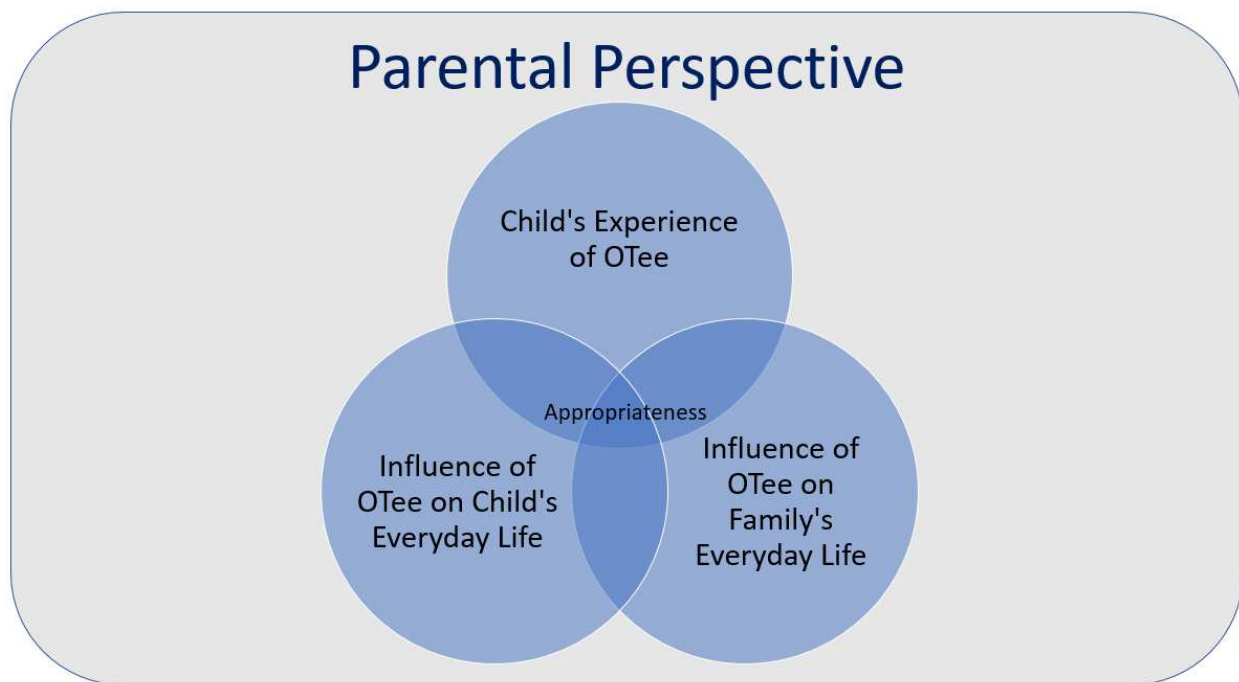 Parental Perspective
Child's Experience
of OTee
Appropriateness
Influence of
OTee on Child's
Everyday Life
Influence of
OTee on
Family's
Everyday Life